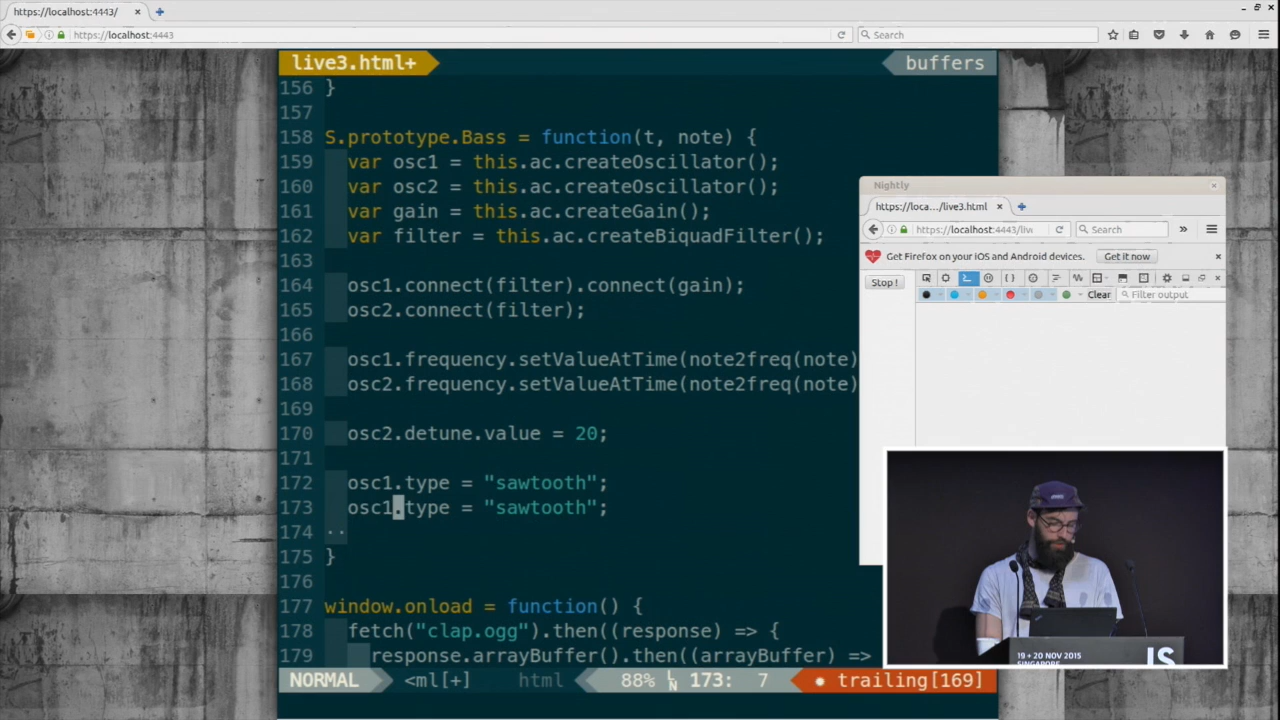 https://localhost:4443/
https://localhost:4443
Search
live3.html+
buffers
156 }
157
158 S.prototype.Bass = function(t, note) {
159 var osc1 = this.ac.createOscillator();
160 var osc2 = this.ac.createOscillator();
161 var gain = this.ac.createGain();
162 var filter = this.ac.createBiquadFilter();
163
164 osc1.connect(filter).connect(gain);
165 osc2.connect(filter);
166
167 osc1.frequency.setValueAtTime(note2freq(note)
168 osc2.frequency.setValueAtTime(note2freq(note)
169
170 osc2.detune.value = 20;
171
172 osc1.type = "sawtooth";
173 osc1.type = "sawtooth";
174 ··
175 }
176
177 window.onload = function() {
178 fetch("clap.ogg").then((response) => {
179 response.arrayBuffer().then((arrayBuffer) =>
NORMAL <ml[+] html 88% LN 173: 7 ● trailing[169]
Nightly
https://loca.../live3.html
https://localhost:4443/liv
Search
Get Firefox on your iOS and Android devices.
Get it now
Stop !
Clear
Filter output
19 + 20 NOV 2015
SINGAPORE
JS